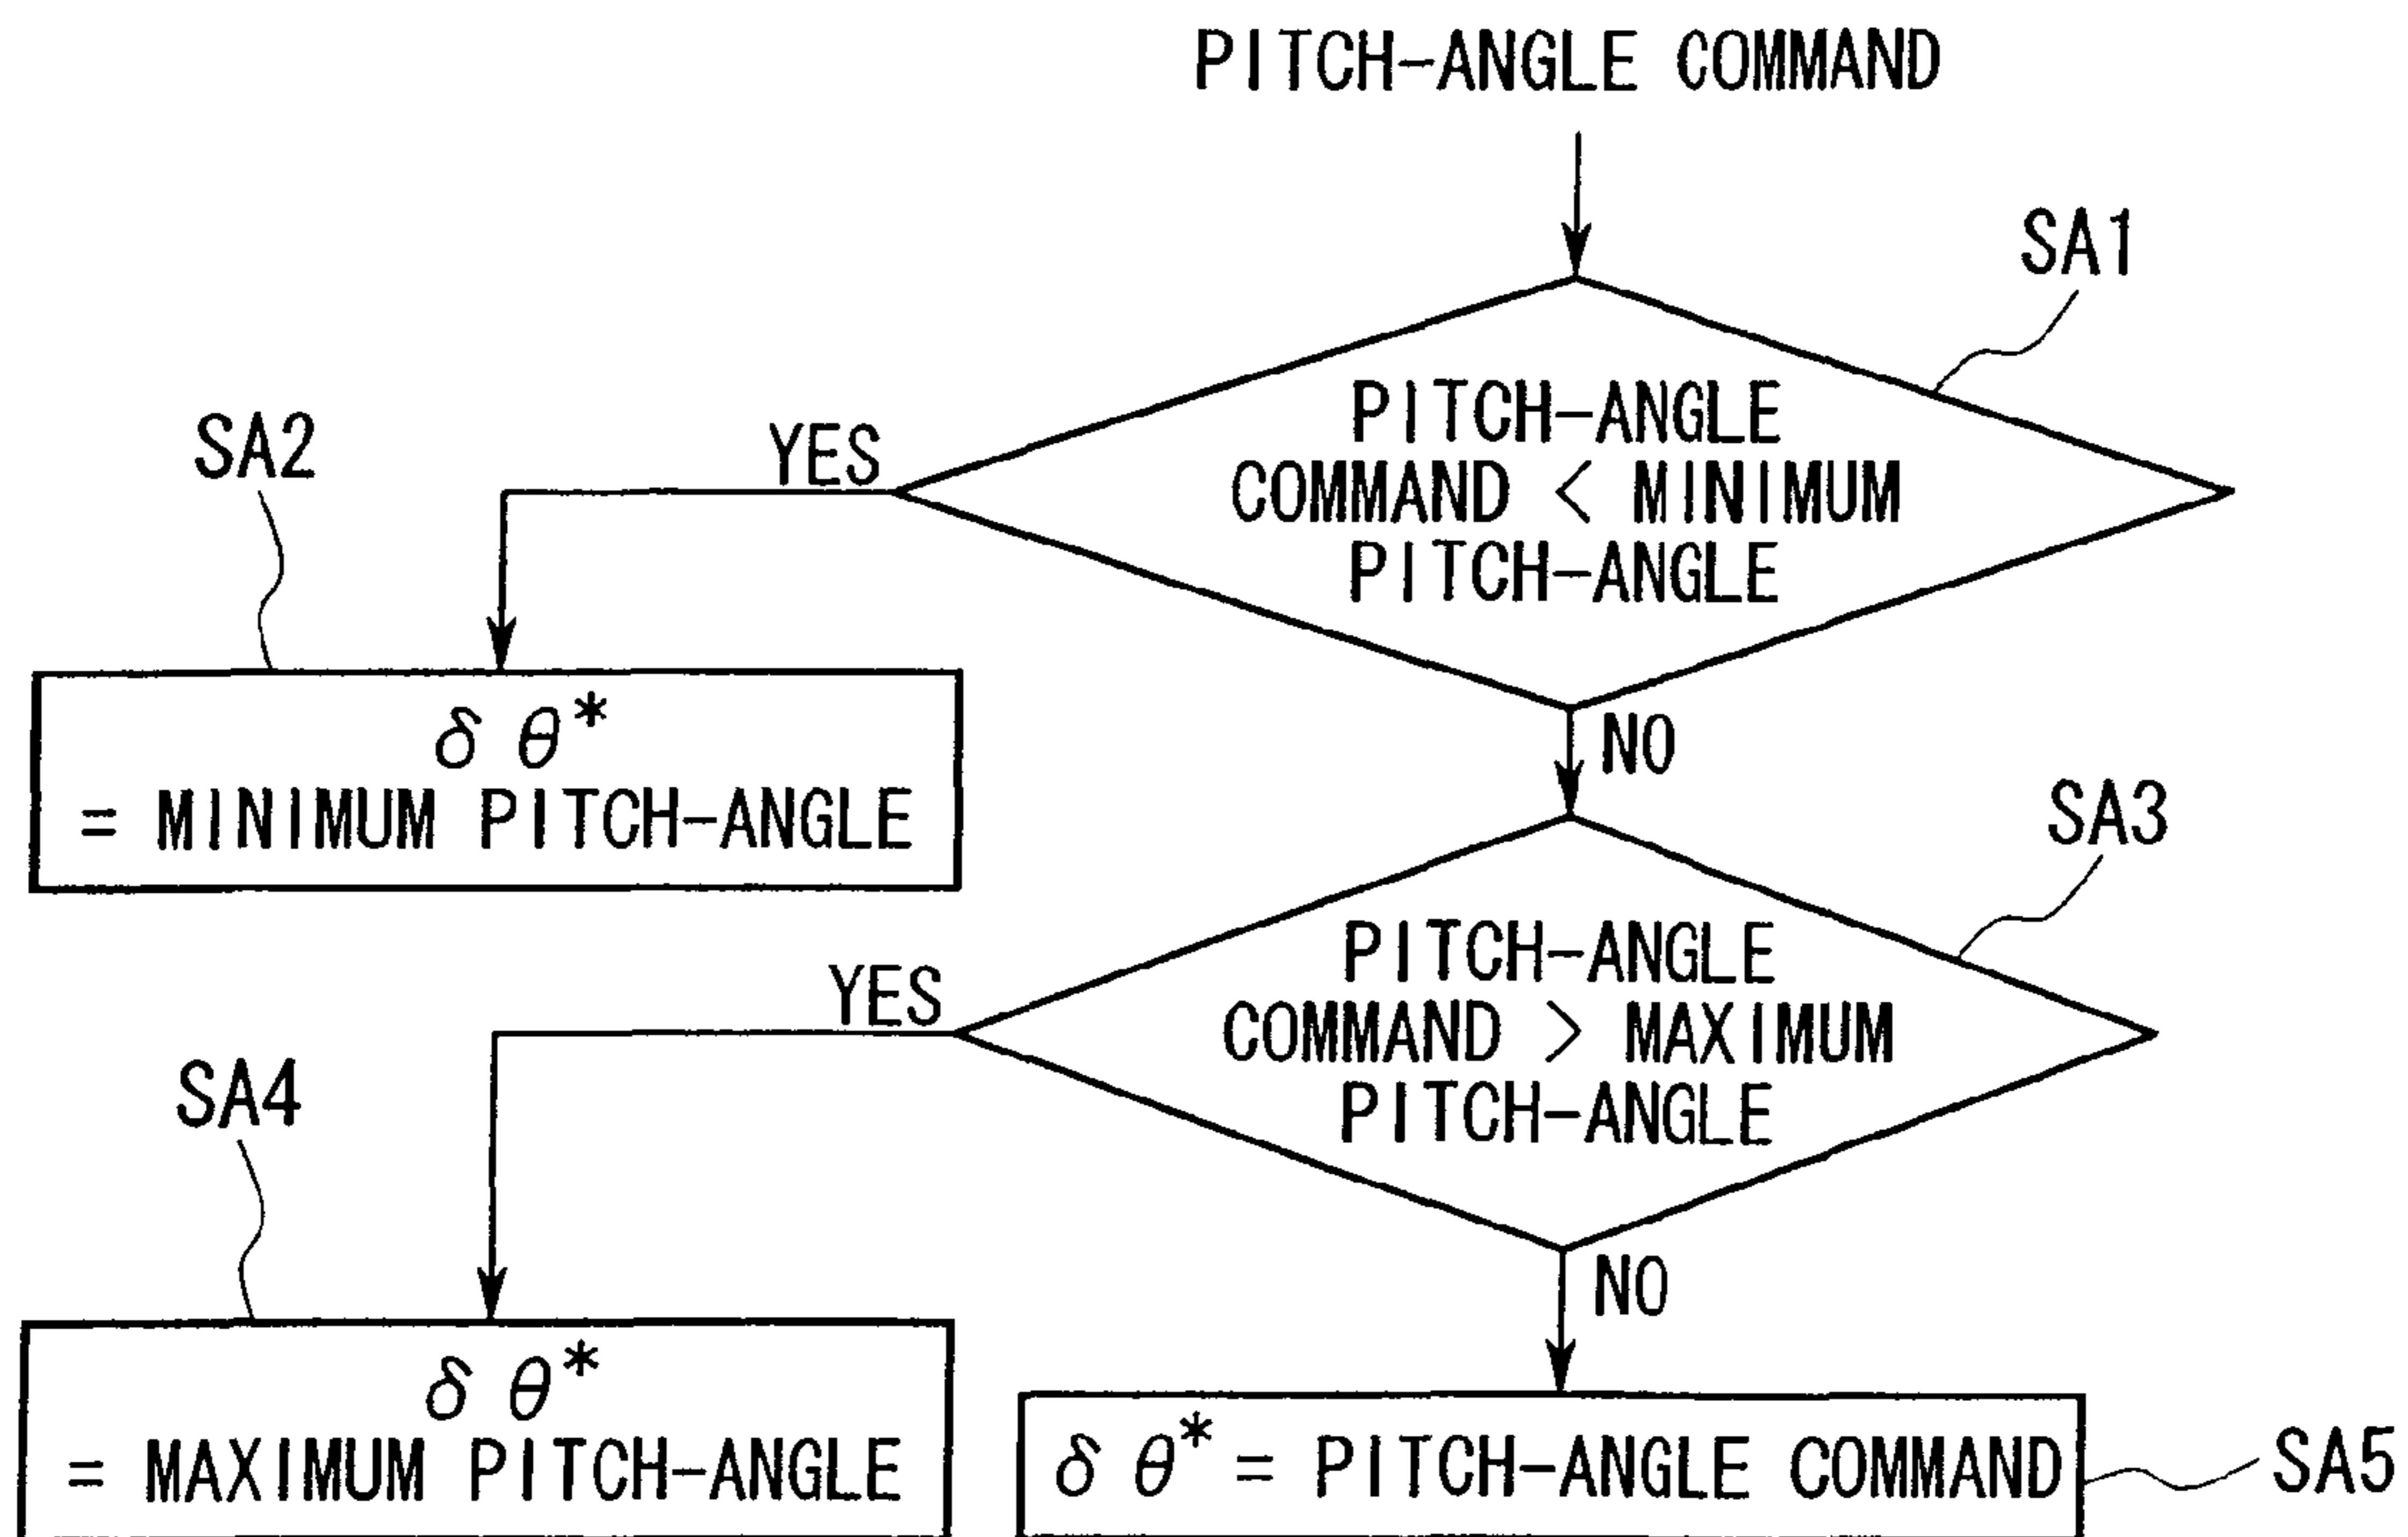 PITCH-ANGLE COMMAND
SA1
PITCH-ANGLE
COMMAND < MINIMUM
PITCH-ANGLE
YES
SA2
δ θ*
= MINIMUM PITCH-ANGLE
NO
SA3
PITCH-ANGLE
COMMAND > MAXIMUM
PITCH-ANGLE
YES
SA4
δ θ*
= MAXIMUM PITCH-ANGLE
NO
δ θ* = PITCH-ANGLE COMMAND
SA5